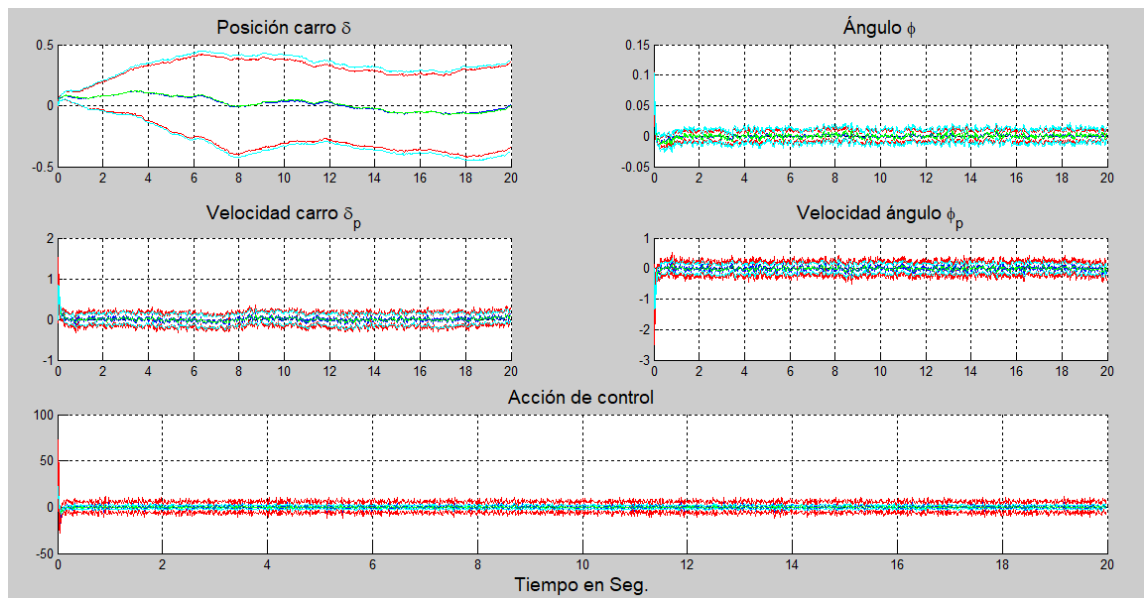 Posición carro δ
0.5
0
-0.5
0 2 4 6 8 10 12 14 16 18 20
Ángulo ϕ
0.15
0.1
0.05
0
-0.05
0 2 4 6 8 10 12 14 16 18 20
Velocidad carro δp
2
1
0
-1
0 2 4 6 8 10 12 14 16 18 20
Velocidad ángulo ϕp
1
0
-1
-2
-3
0 2 4 6 8 10 12 14 16 18 20
Acción de control
100
50
0
-50
0 2 4 6 8 10 12 14 16 18 20
Tiempo en Seg.